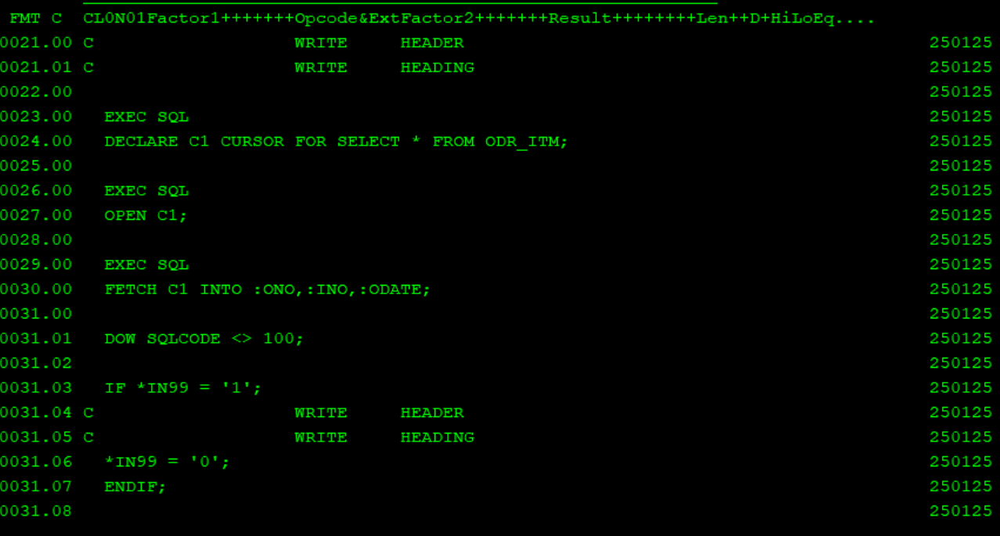 FMT C  CL0N01Factor1+++++++Opcode&ExtFactor2+++++++Result++++++++Len++D+HiLoEq....
0021.00 C                   WRITE     HEADER                                            250125
0021.01 C                   WRITE     HEADING                                           250125
0022.00                                                                                 250125
0023.00   EXEC SQL                                                                      250125
0024.00   DECLARE C1 CURSOR FOR SELECT * FROM ODR_ITM;                                  250125
0025.00                                                                                 250125
0026.00   EXEC SQL                                                                      250125
0027.00   OPEN C1;                                                                      250125
0028.00                                                                                 250125
0029.00   EXEC SQL                                                                      250125
0030.00   FETCH C1 INTO :ONO,:INO,:ODATE;                                               250125
0031.00                                                                                 250125
0031.01   DOW SQLCODE <> 100;                                                           250125
0031.02                                                                                 250125
0031.03   IF *IN99 = '1';                                                               250125
0031.04 C                   WRITE     HEADER                                            250125
0031.05 C                   WRITE     HEADING                                           250125
0031.06   *IN99 = '0';                                                                  250125
0031.07   ENDIF;                                                                        250125
0031.08                                                                                 250125